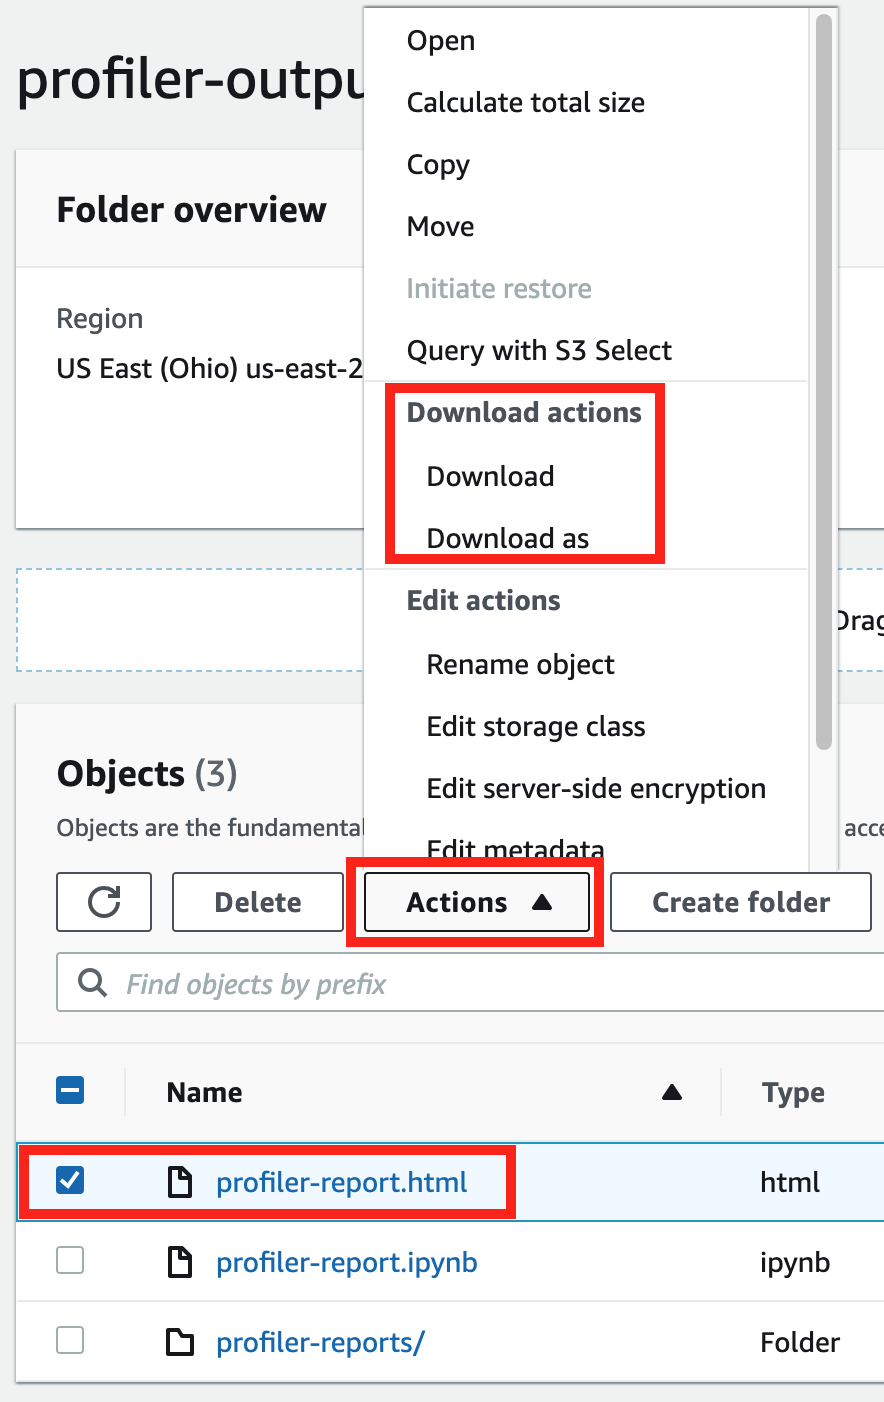 profiler-outpu
Open
Calculate total size
Copy
Move
Initiate restore
Query with S3 Select
Folder overview
Region
US East (Ohio) us-east-2
Download actions
Download
Download as
Edit actions
Rename object
Edit storage class
Edit server-side encryption
Edit metadata
Drag
Objects (3)
Objects are the fundamental
acce
Delete
Actions
Create folder
Find objects by prefix
Name
Type
profiler-report.html
html
profiler-report.ipynb
ipynb
profiler-reports/
Folder